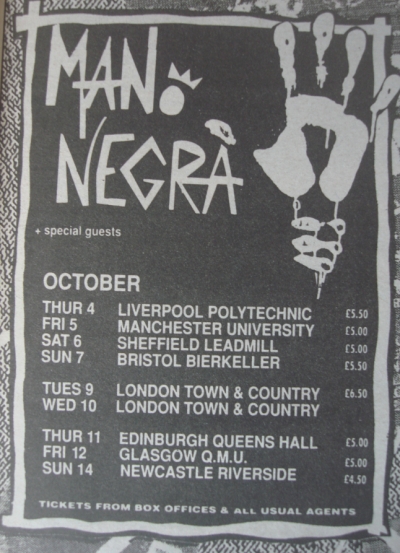 MANO
NEGRA
+ special guests
OCTOBER
THUR 4 LIVERPOOL POLYTECHNIC £5.50
FRI 5 MANCHESTER UNIVERSITY £5.00
SAT 6 SHEFFIELD LEADMILL £5.00
SUN 7 BRISTOL BIERKELLER £5.50
TUES 9 LONDON TOWN & COUNTRY £6.50
WED 10 LONDON TOWN & COUNTRY
THUR 11 EDINBURGH QUEENS HALL £5.00
FRI 12 GLASGOW Q.M.U. £5.00
SUN 14 NEWCASTLE RIVERSIDE £4.50
TICKETS FROM BOX OFFICES & ALL USUAL AGENTS